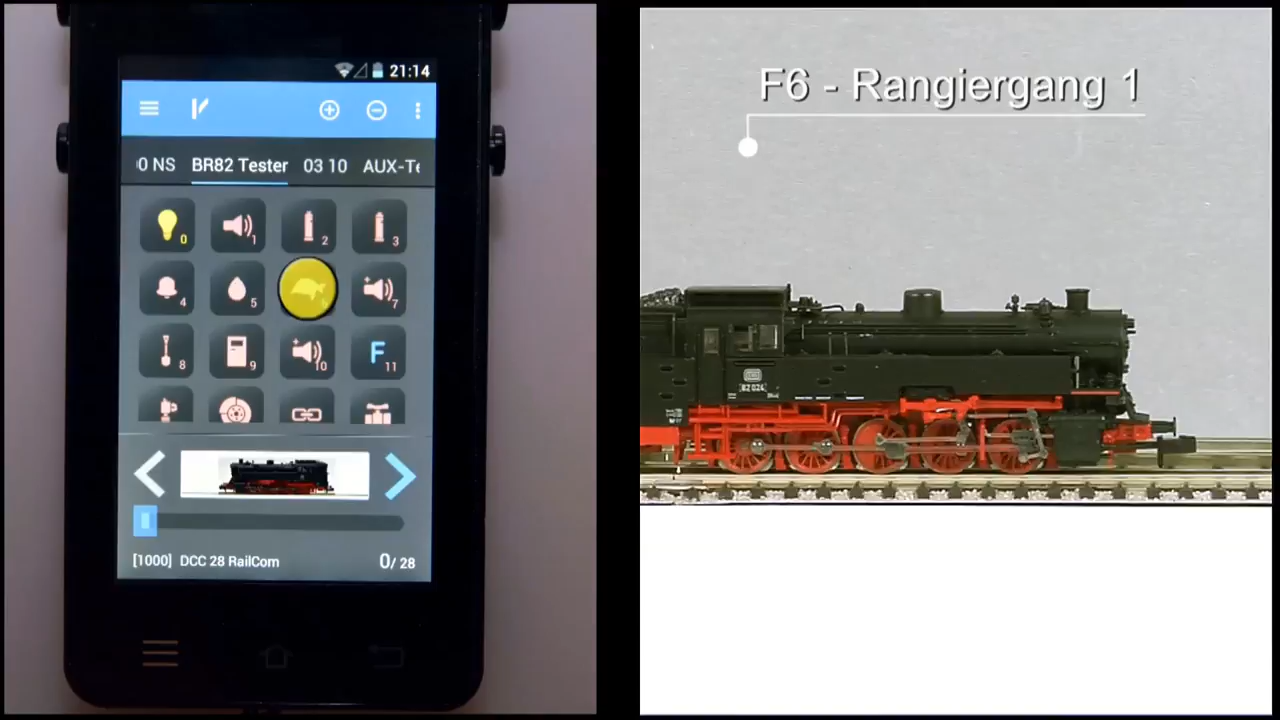 21:14
0 NS BR82 Tester 03 10 AUX-Te
0 1 2 3
4 5 7
8 9 10 F 11
[1000] DCC 28 RailCom 0/ 28
F6 - Rangiergang 1
82 024